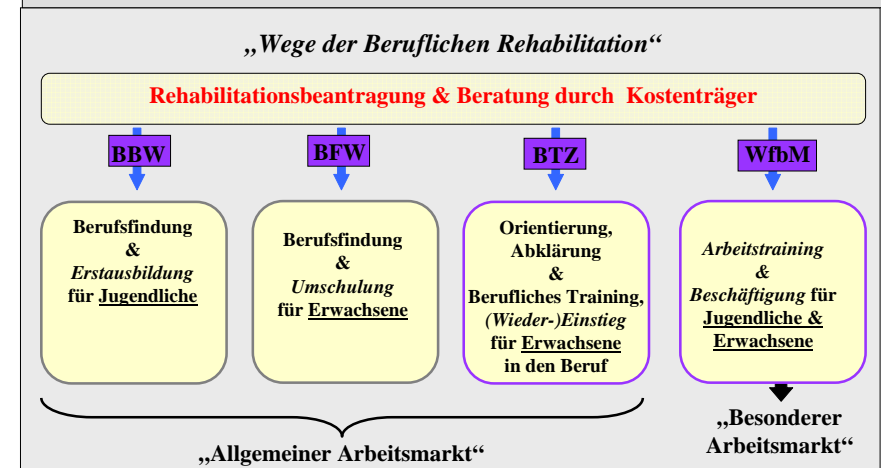 „Wege der Beruflichen Rehabilitation“
Rehabilitationsbeantragung & Beratung durch Kostenträger
BBW
BFW
BTZ
WfbM
Berufsfindung
&
Erstausbildung
für Jugendliche
Berufsfindung
&
Umschulung
für Erwachsene
Orientierung,
Abklärung
&
Berufliches Training,
(Wieder-)Einstieg
für Erwachsene
in den Beruf
Arbeitstraining
&
Beschäftigung für
Jugendliche &
Erwachsene
„Allgemeiner Arbeitsmarkt“
„Besonderer
Arbeitsmarkt“